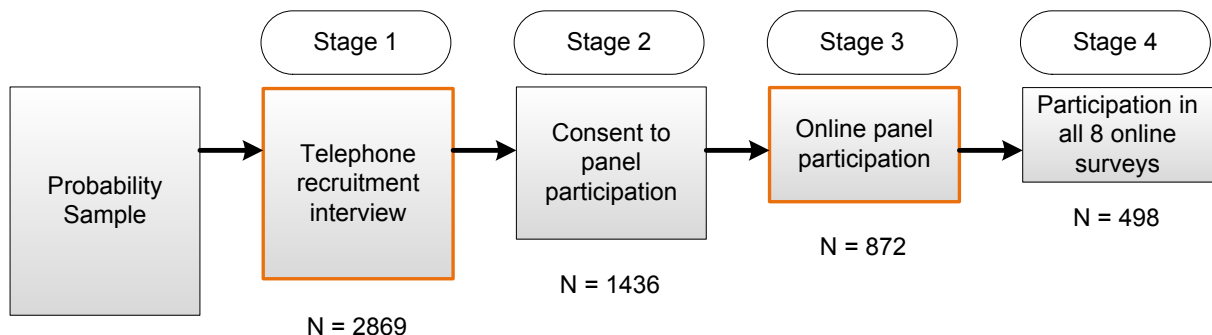 Stage 1
Stage 2
Stage 3
Stage 4
Probability
Sample
Telephone
recruitment
interview
N = 2869
Consent to
panel
participation
N = 1436
Online panel
participation
N = 872
Participation in
all 8 online
surveys
N = 498